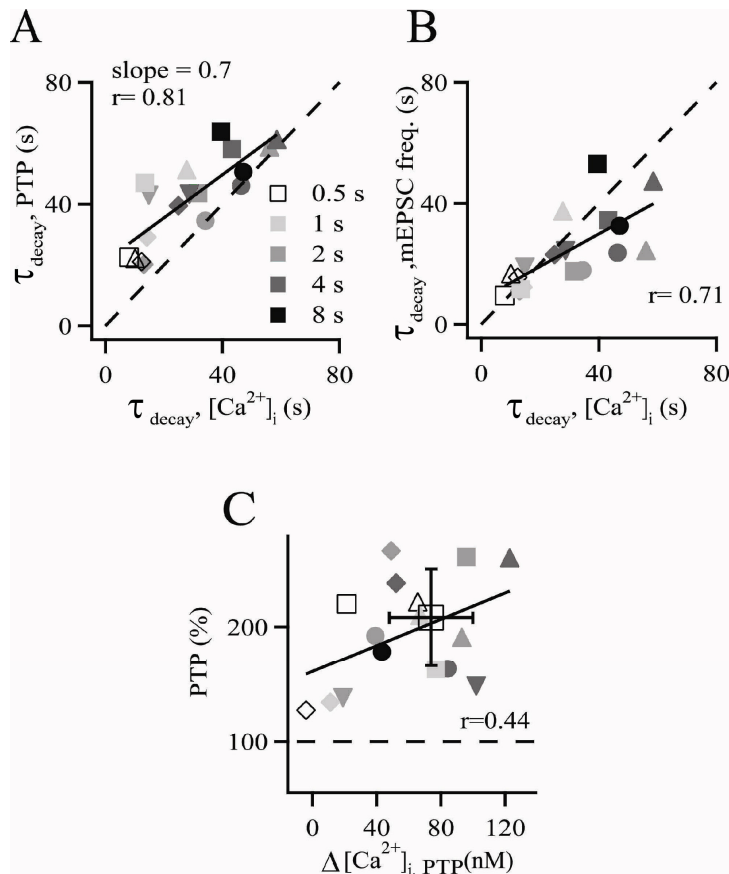 A
slope = 0.7
r= 0.81
80
40
0
τ decay, PTP (s)
0.5 s
1 s
2 s
4 s
8 s
0 40 80
τ decay, [Ca2+]i (s)
B
80
40
0
τ decay ,mEPSC freq. (s)
r= 0.71
0 40 80
τ decay, [Ca2+]i (s)
C
200
100
PTP (%)
r=0.44
0 40 80 120
Δ[Ca2+]i, PTP(nM)